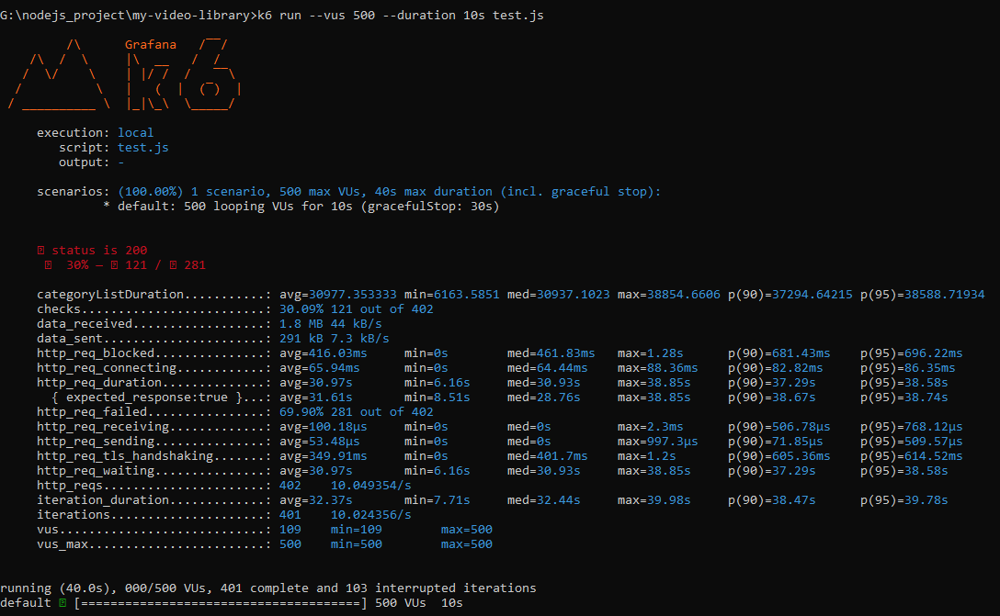 G:\nodejs_project\my-video-library>k6 run --vus 500 --duration 10s test.js
Grafana
k6
execution: local
script: test.js
output: -
scenarios: (100.00%) 1 scenario, 500 max VUs, 40s max duration (incl. graceful stop):
* default: 500 looping VUs for 10s (gracefulStop: 30s)
status is 200
30% — 121 / 281
categoryListDuration...........: avg=30977.353333 min=6163.5851 med=30937.1023 max=38854.6606 p(90)=37294.64215 p(95)=38588.71934
checks.........................: 30.09% 121 out of 402
data_received..................: 1.8 MB 44 kB/s
data_sent......................: 291 kB 7.3 kB/s
http_req_blocked...............: avg=416.03ms min=0s med=461.83ms max=1.28s p(90)=681.43ms p(95)=696.22ms
http_req_connecting............: avg=65.94ms min=0s med=64.44ms max=88.36ms p(90)=82.82ms p(95)=86.35ms
http_req_duration..............: avg=30.97s min=6.16s med=30.93s max=38.85s p(90)=37.29s p(95)=38.58s
{ expected_response:true }...: avg=31.61s min=8.51s med=28.76s max=38.85s p(90)=38.67s p(95)=38.74s
http_req_failed................: 69.90% 281 out of 402
http_req_receiving.............: avg=100.18µs min=0s med=0s max=2.3ms p(90)=506.78µs p(95)=768.12µs
http_req_sending...............: avg=53.48µs min=0s med=0s max=997.3µs p(90)=71.85µs p(95)=509.57µs
http_req_tls_handshaking.......: avg=349.91ms min=0s med=401.7ms max=1.2s p(90)=605.36ms p(95)=614.52ms
http_req_waiting...............: avg=30.97s min=6.16s med=30.93s max=38.85s p(90)=37.29s p(95)=38.58s
http_reqs......................: 402 10.049354/s
iteration_duration.............: avg=32.37s min=7.71s med=32.44s max=39.98s p(90)=38.47s p(95)=39.78s
iterations.....................: 401 10.024356/s
vus............................: 109 min=109 max=500
vus_max........................: 500 min=500 max=500
running (40.0s), 000/500 VUs, 401 complete and 103 interrupted iterations
default [======================================] 500 VUs 10s